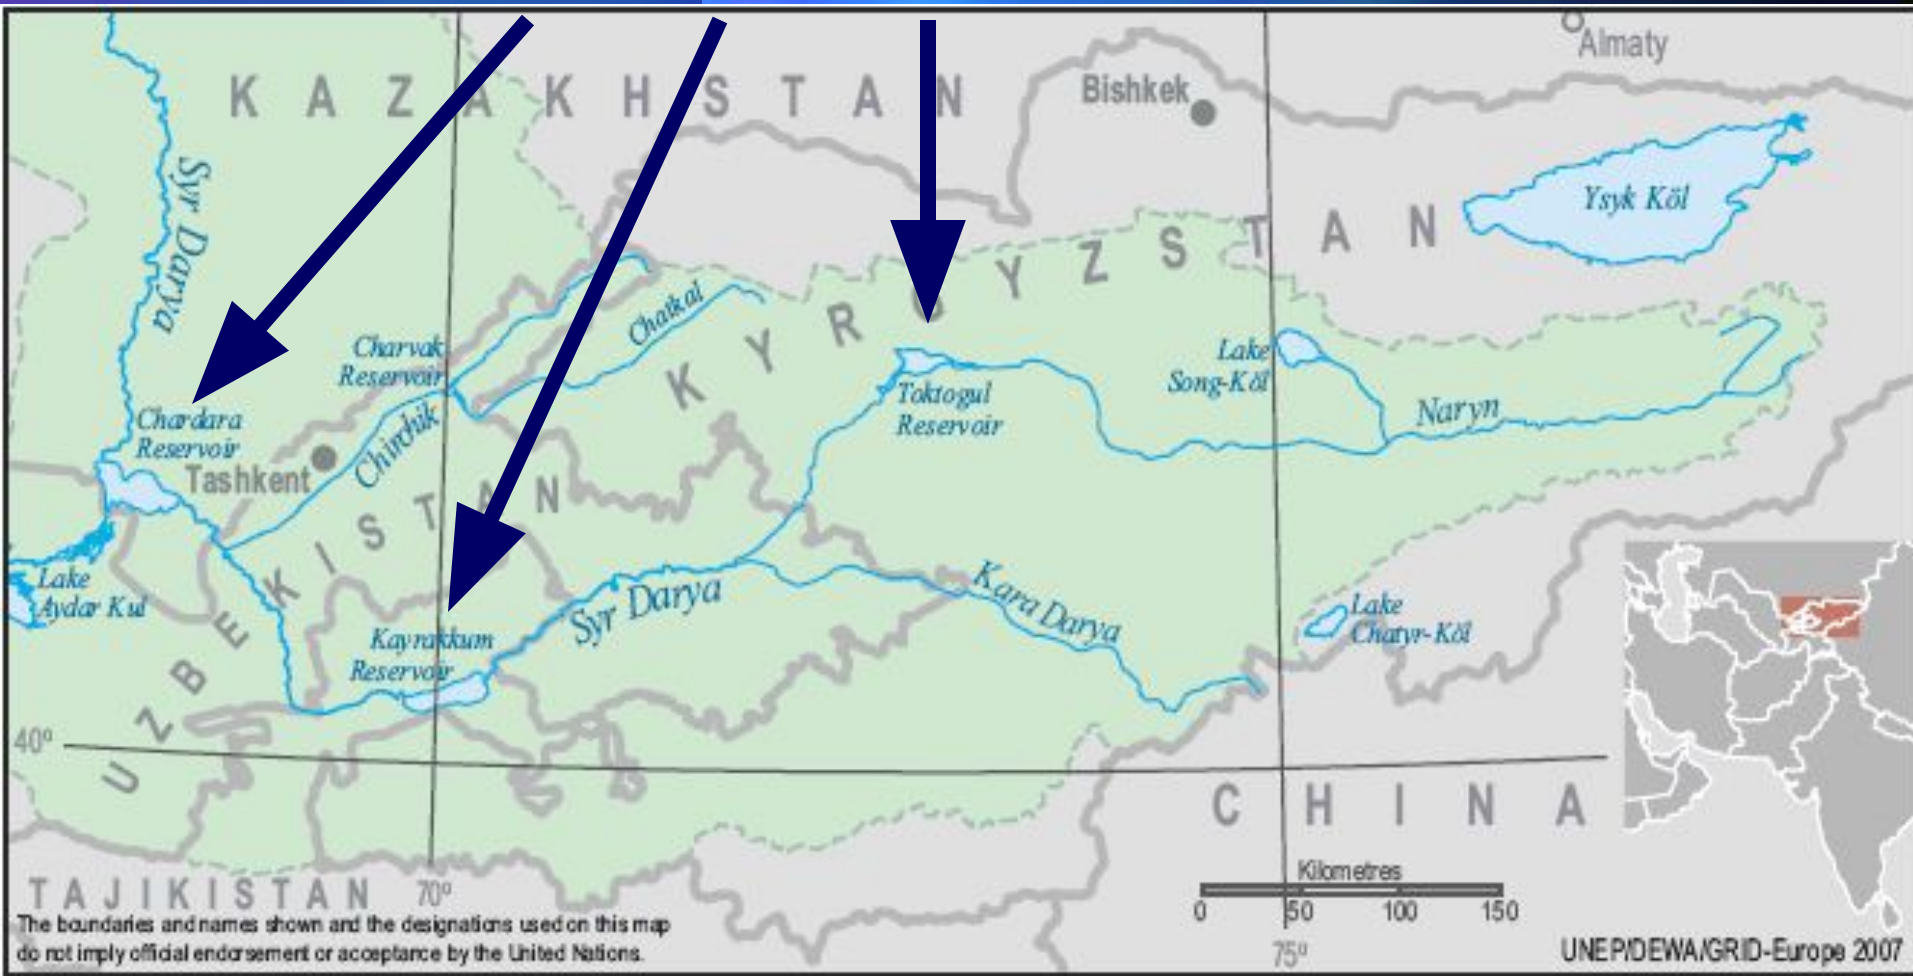 Almaty
KAZAKHSTAN
Bishkek
Syr Darya
Ysyk Köl
KYRGYZSTAN
Chatkal
Charvak
Reservoir
Lake
Song-Köl
Toktogul
Reservoir
Naryn
Chardara
Reservoir
Chirchik
Tashkent
UZBEKISTAN
Lake
Aydar Kul
Syr Darya
Kara Darya
Lake
Chatyr-Köl
Kayrakkum
Reservoir
40º
CHINA
Kilometres
0 50 100 150
TAJIKISTAN
70º
75º
The boundaries and names shown and the designations used on this map
do not imply official endorsement or acceptance by the United Nations.
UNEP/DEWA/GRID-Europe 2007